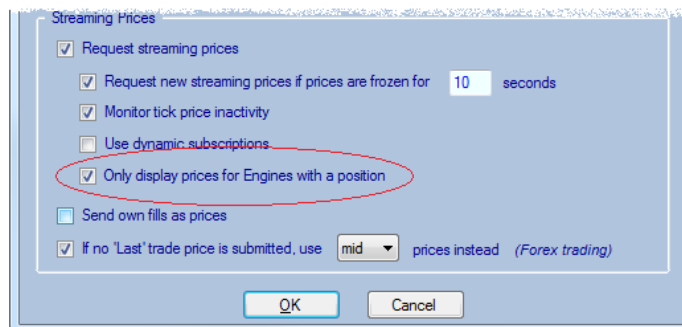 Streaming Prices
Request streaming prices
Request new streaming prices if prices are frozen for 10 seconds
Monitor tick price inactivity
Use dynamic subscriptions
Only display prices for Engines with a position
Send own fills as prices
If no 'Last' trade price is submitted, use mid prices instead (Forex trading)
OK Cancel